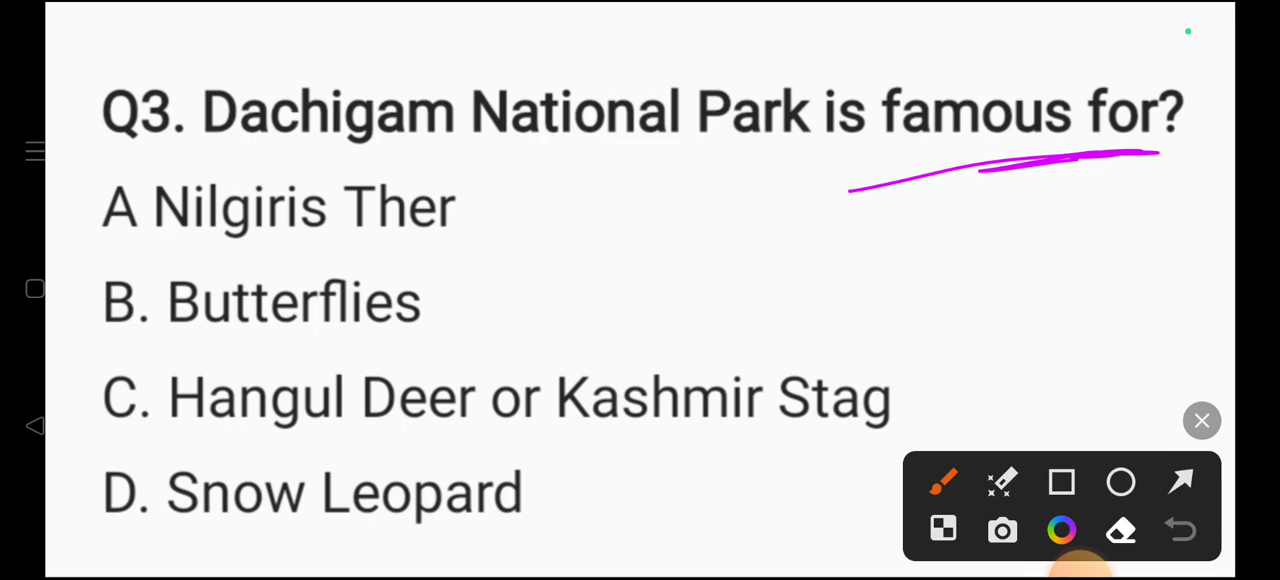 Q3. Dachigam National Park is famous for?
A Nilgiris Ther
B. Butterflies
C. Hangul Deer or Kashmir Stag
D. Snow Leopard